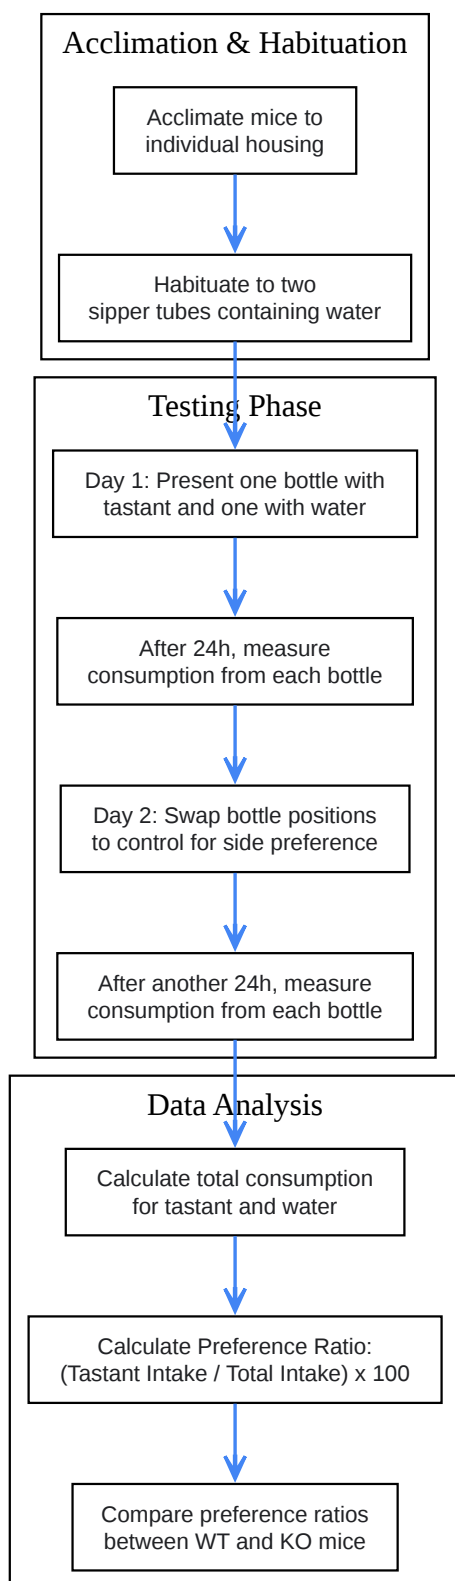 Acclimation & Habituation
Acclimate mice to
individual housing
Habituate to two
sipper tubes containing water
Testing Phase
Day 1: Present one bottle with
tastant and one with water
After 24h, measure
consumption from each bottle
Day 2: Swap bottle positions
to control for side preference
After another 24h, measure
consumption from each bottle
Data Analysis
Calculate total consumption
for tastant and water
Calculate Preference Ratio:
(Tastant Intake / Total Intake) x 100
Compare preference ratios
between WT and KO mice